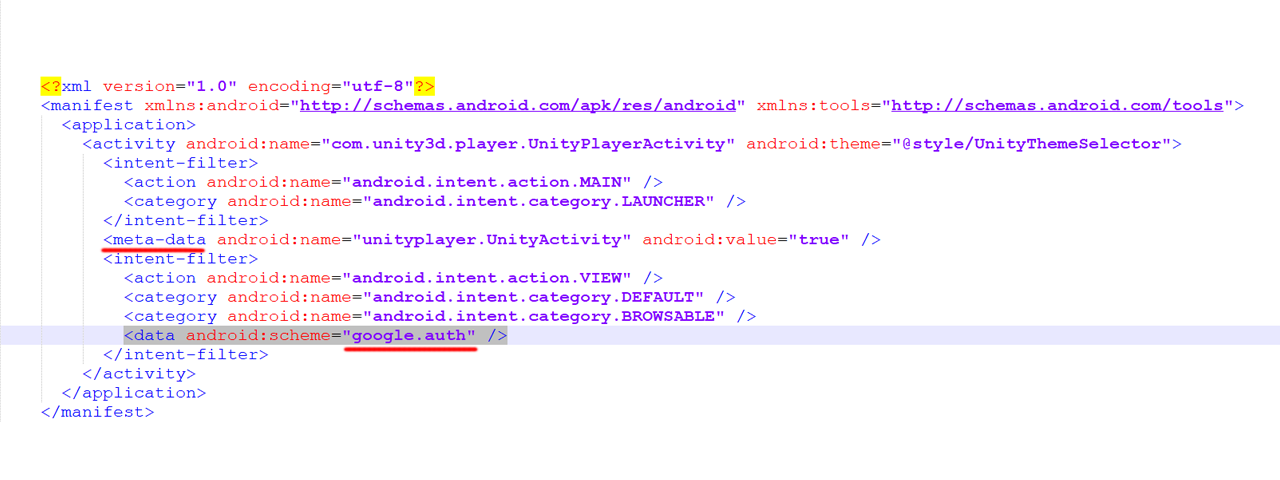 <?xml version="1.0" encoding="utf-8"?>
<manifest xmlns:android="http://schemas.android.com/apk/res/android" xmlns:tools="http://schemas.android.com/tools">
<application>
<activity android:name="com.unity3d.player.UnityPlayerActivity" android:theme="@style/UnityThemeSelector">
<intent-filter>
<action android:name="android.intent.action.MAIN" />
<category android:name="android.intent.category.LAUNCHER" />
</intent-filter>
<meta-data android:name="unityplayer.UnityActivity" android:value="true" />
<intent-filter>
<action android:name="android.intent.action.VIEW" />
<category android:name="android.intent.category.DEFAULT" />
<category android:name="android.intent.category.BROWSABLE" />
<data android:scheme="google.auth" />
</intent-filter>
</activity>
</application>
</manifest>